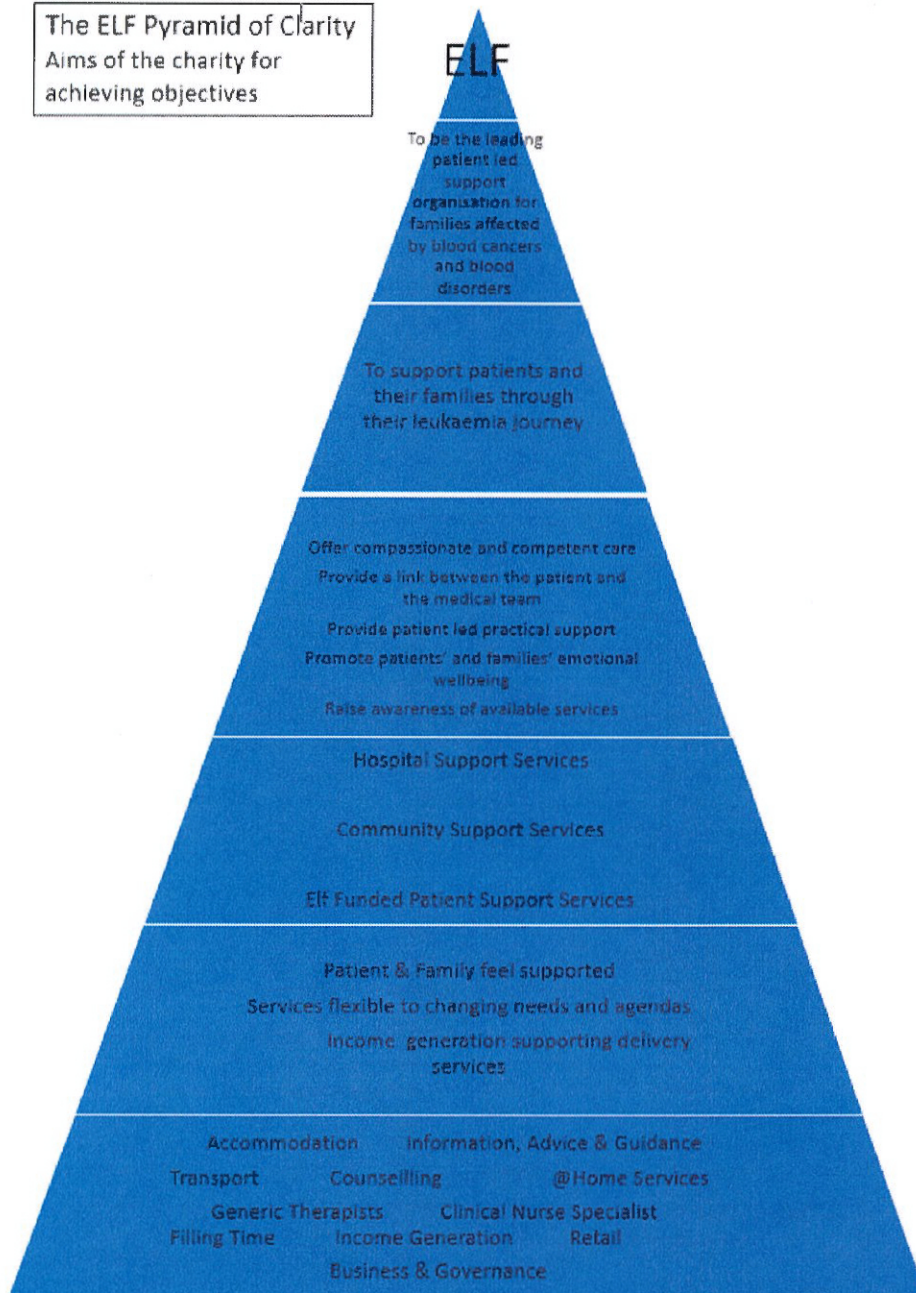 The ELF Pyramid of Clarity
Aims of the charity for
achieving objectives
ELF
To be the leading
patient led
support
organisation for
families affected
by blood cancers
and blood
disorders
To support patients and
their families through
their leukaemia journey
Offer compassionate and competent care
Provide a link between the patient and
the medical team
Provide patient led practical support
Promote patients' and families' emotional
wellbeing
Raise awareness of available services
Hospital Support Services
Community Support Services
Elf Funded Patient Support Services
Patient & Family feel supported
Services flexible to changing needs and agendas
Income generation supporting delivery
services
Accommodation Information, Advice & Guidance
Transport Counseilling @Home Services
Generic Therapists Clinical Nurse Specialist
Filling Time Income Generation Retail
Business & Governance